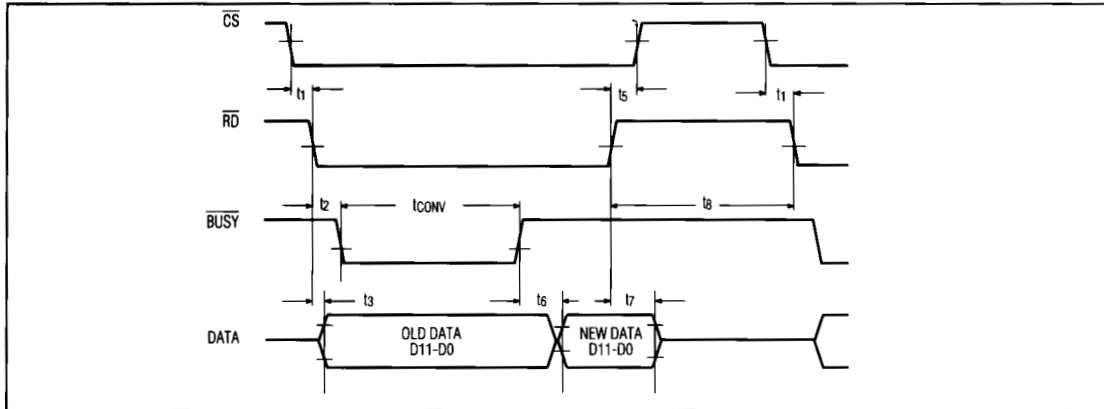 CS
t1
t5
t1
RD
t2
tCONV
t8
BUSY
t3
t6
t7
DATA
OLD DATA
D11-D0
NEW DATA
D11-D0